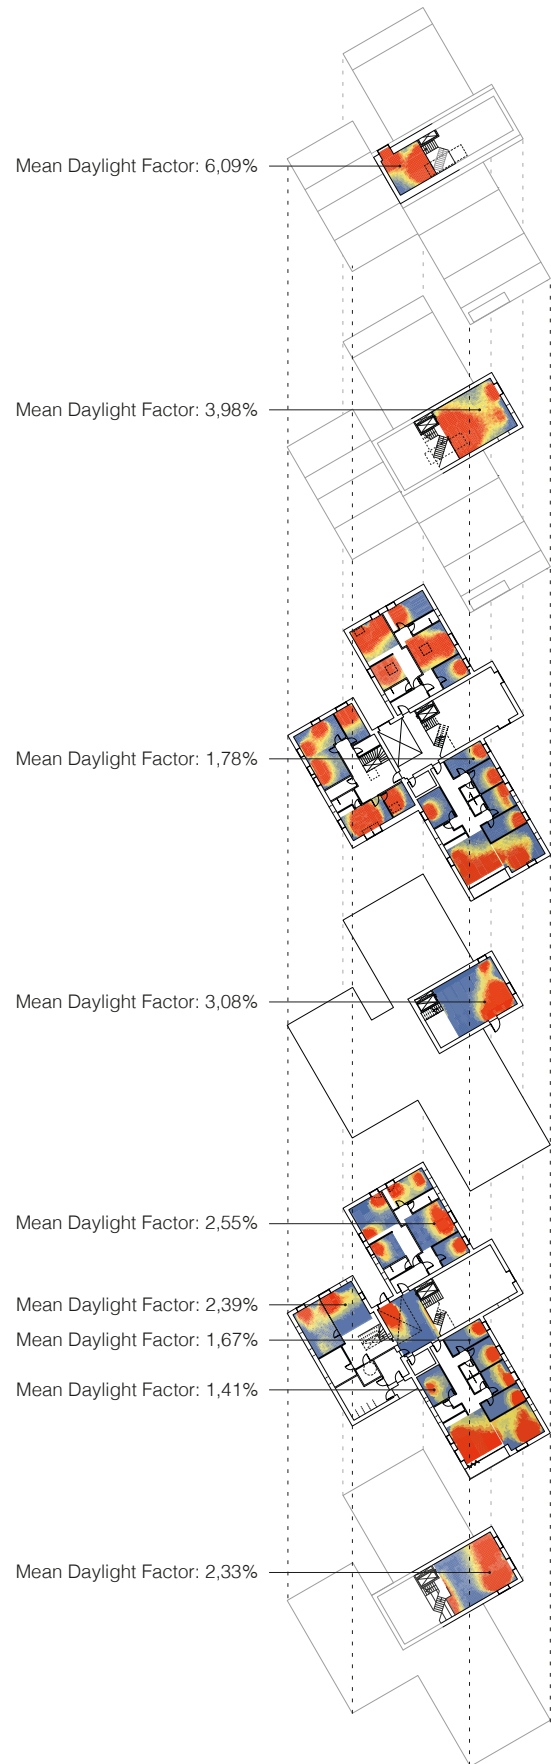 Mean Daylight Factor: 6,09%
Mean Daylight Factor: 3,98%
Mean Daylight Factor: 1,78%
Mean Daylight Factor: 3,08%
Mean Daylight Factor: 2,55%
Mean Daylight Factor: 2,39%
Mean Daylight Factor: 1,67%
Mean Daylight Factor: 1,41%
Mean Daylight Factor: 2,33%